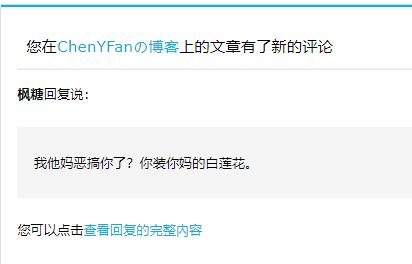 您在ChenYFanの博客上的文章有了新的评论
枫糖回复说：
我他妈恶搞你了？你装你妈的白莲花。
您可以点击查看回复的完整内容